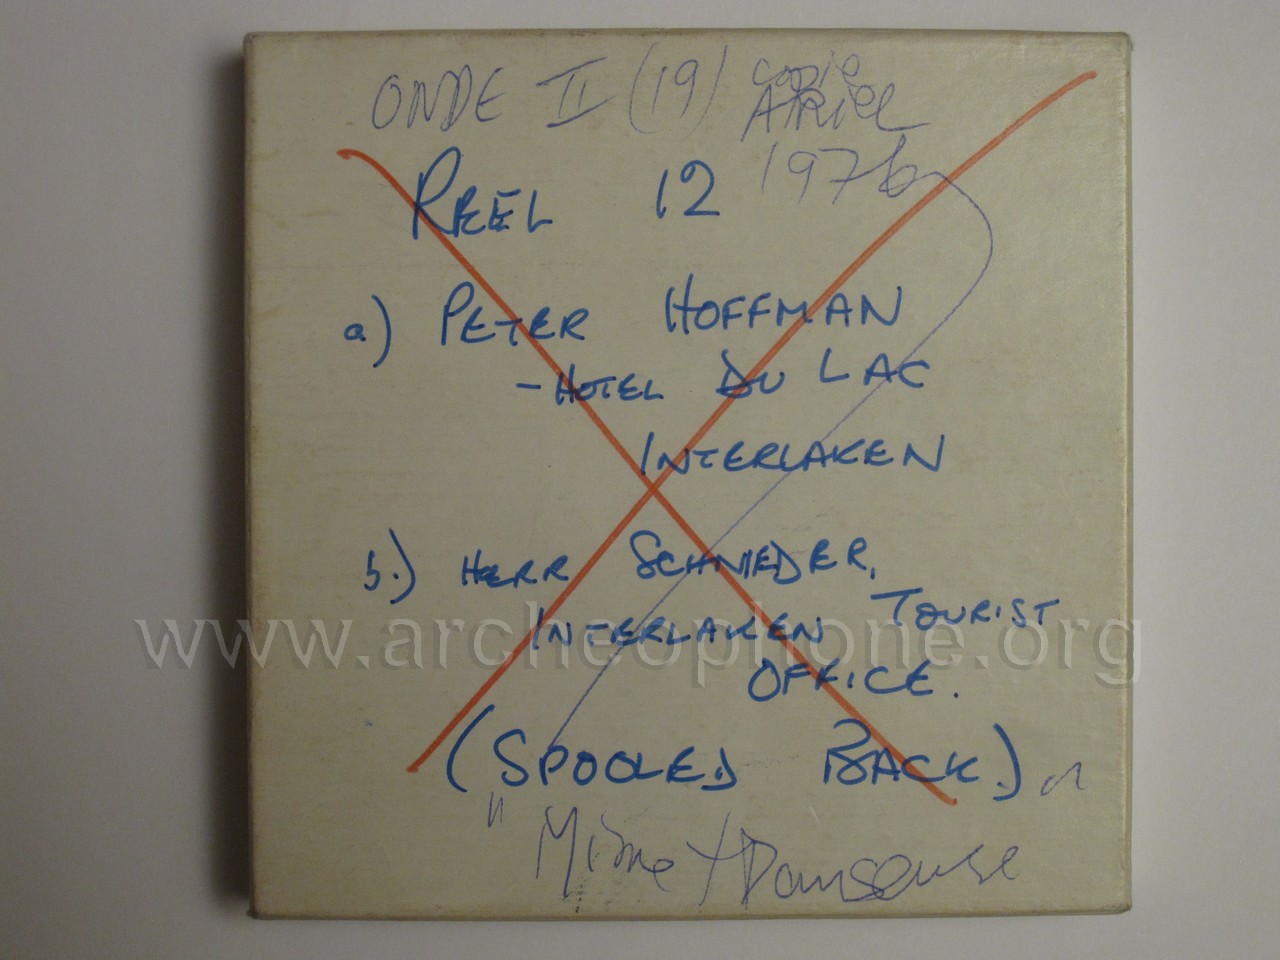 ONDE II (19) copie
ARIEL
1976
REEL 12
a) PETER HOFFMAN
- HOTEL DU LAC
INTERLAKEN
b.) HERR SCHNIEDER,
INTERLAKEN TOURIST
OFFICE.
www.archeophone.org
(SPOOLED BACK.)
" Mime + Danseuse "